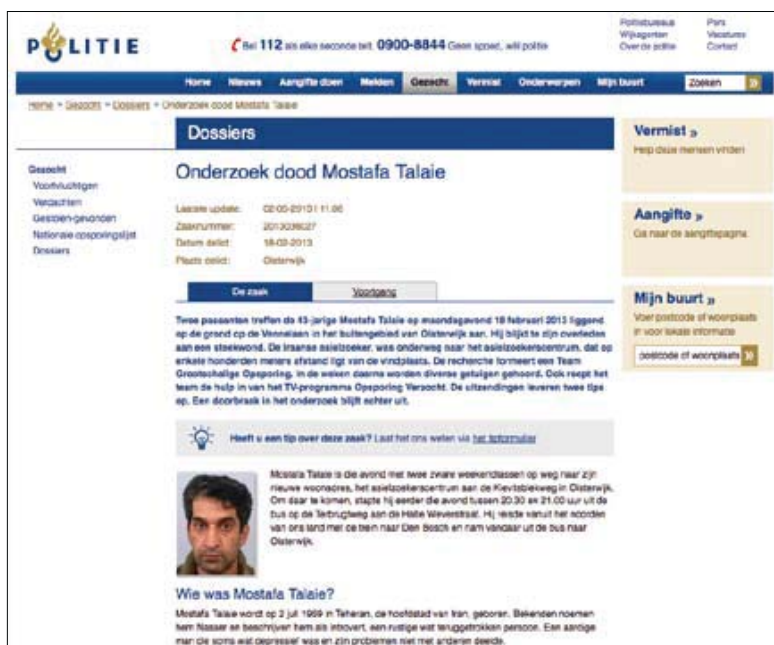 POLITIE
Bel 112 als elke seconde telt. 0900-8844 Geen spoed, wél politie
Politiebureaus
Wijkagenten
Over de politie
Pers
Vacatures
Contact
Home Nieuws Aangifte doen Melden Gezocht Vermist Onderwerpen Mijn buurt Zoeken »
Home > Gezocht > Dossiers > Onderzoek dood Mostafa Talaie
Gezocht
Voortvluchtigen
Verdachten
Gestolen-gevonden
Nationale opsporingslijst
Dossiers
Dossiers
Onderzoek dood Mostafa Talaie
Laatste update:
Zaaknummer:
Datum delict: 18-02-2013
Plaats delict: Oisterwijk
De zaak Voortgang
Twee passanten treffen de 43-jarige Mostafa Talaie op maandagavond 18 februari 2013 liggend
op de grond op de Vennelaan in het buitengebied van Oisterwijk aan. Hij blijkt te zijn overleden
aan een steekwond. De Iraanse asielzoeker, was onderweg naar het asielzoekerscentrum, dat op
enkele honderden meters afstand ligt van de vindplaats. De recherche formeert een Team
Grootschalige Opsporing. In de weken daarna worden diverse getuigen gehoord. Ook roept het
team de hulp in van het TV-programma Opsporing Verzocht. De uitzendingen leveren twee tips
op. Een doorbraak in het onderzoek blijft echter uit.
Heeft u een tip over deze zaak? Laat het ons weten via het tipformulier
Mostafa Talaie is die avond met twee zware weekendtassen op weg naar zijn
nieuwe woonadres, het asielzoekerscentrum aan de Kievitsblekweg in Oisterwijk.
Om daar te komen, stapte hij eerder die avond tussen 20.30 en 21.00 uur uit de
bus op de Terburgtweg aan de Halte Weverstraat. Hij reisde vanuit het noorden
van ons land met de trein naar Den Bosch en nam vandaar uit de bus naar
Oisterwijk.
Wie was Mostafa Talaie?
Mostafa Talaie wordt op 2 juli 1969 in Teheran, de hoofdstad van Iran, geboren. Bekenden noemen
hem Nasser en beschrijven hem als introvert, een rustige wat teruggetrokken persoon. Een aardige
man die soms wat depressief was en zijn problemen niet met anderen deelde.
Vermist »
Help deze mensen vinden
Aangifte »
Ga naar de aangiftepagina
Mijn buurt »
Voer postcode of woonplaats
in voor lokale informatie
postcode of woonplaats »